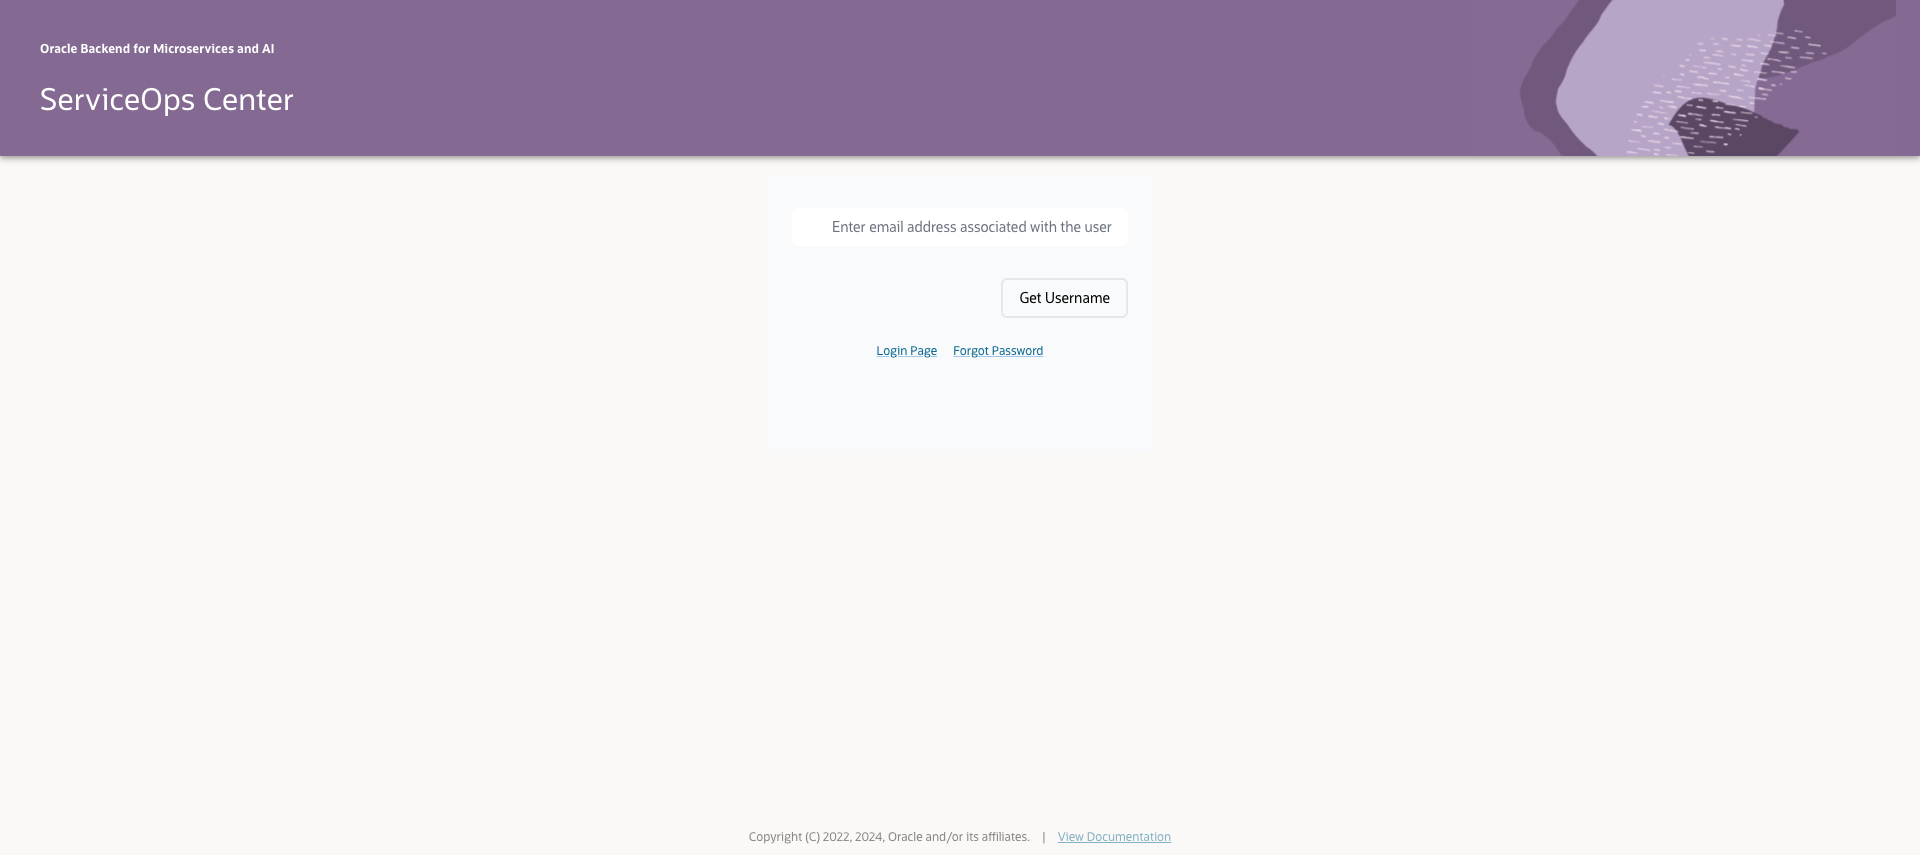 Oracle Backend for Microservices and AI
ServiceOps Center
Enter email address associated with the user
Get Username
Login Page Forgot Password
Copyright (C) 2022, 2024, Oracle and/or its affiliates. | View Documentation